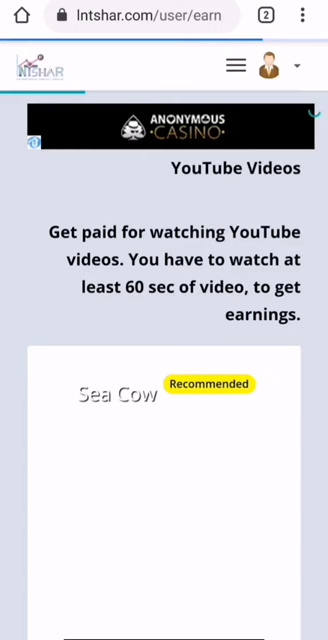 lntshar.com/user/earn
2
INTSHAR
ANONYMOUS
CASINO
YouTube Videos
Get paid for watching YouTube
videos. You have to watch at
least 60 sec of video, to get
earnings.
Sea Cow
Recommended